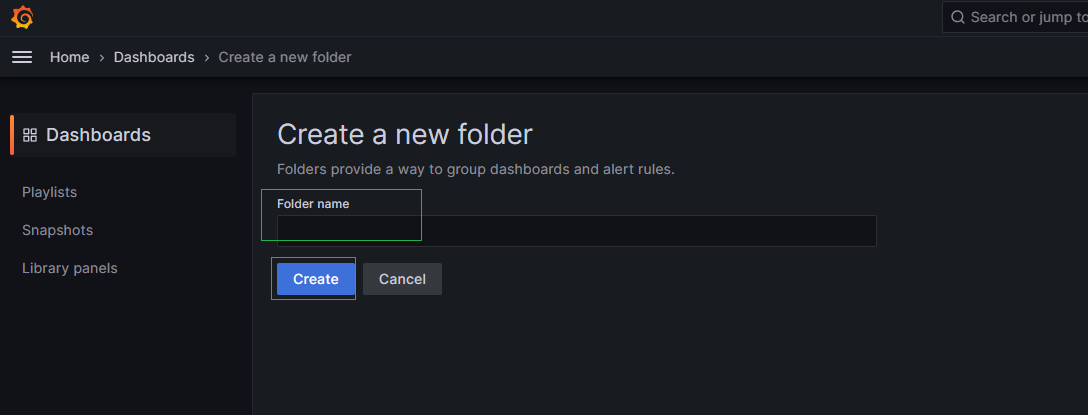 Search or jump to
Home › Dashboards › Create a new folder
Dashboards
Playlists
Snapshots
Library panels
Create a new folder
Folders provide a way to group dashboards and alert rules.
Folder name
Create
Cancel